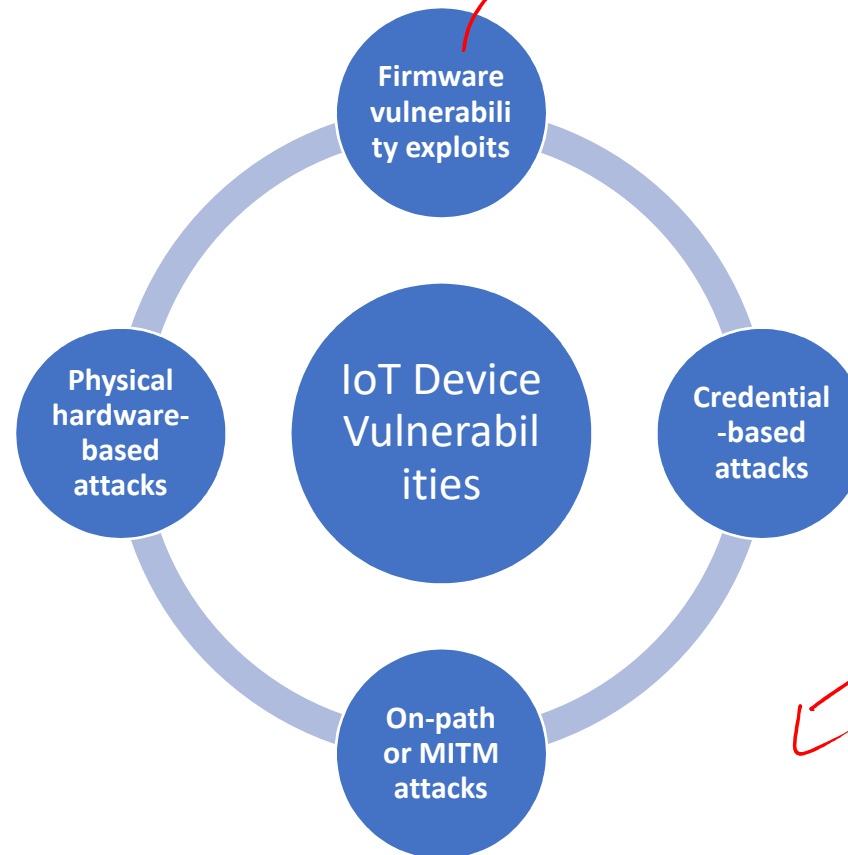 Firmware
vulnerabili
ty exploits
Physical
hardware-
based
attacks
IoT Device
Vulnerabil
ities
Credential
-based
attacks
On-path
or MITM
attacks